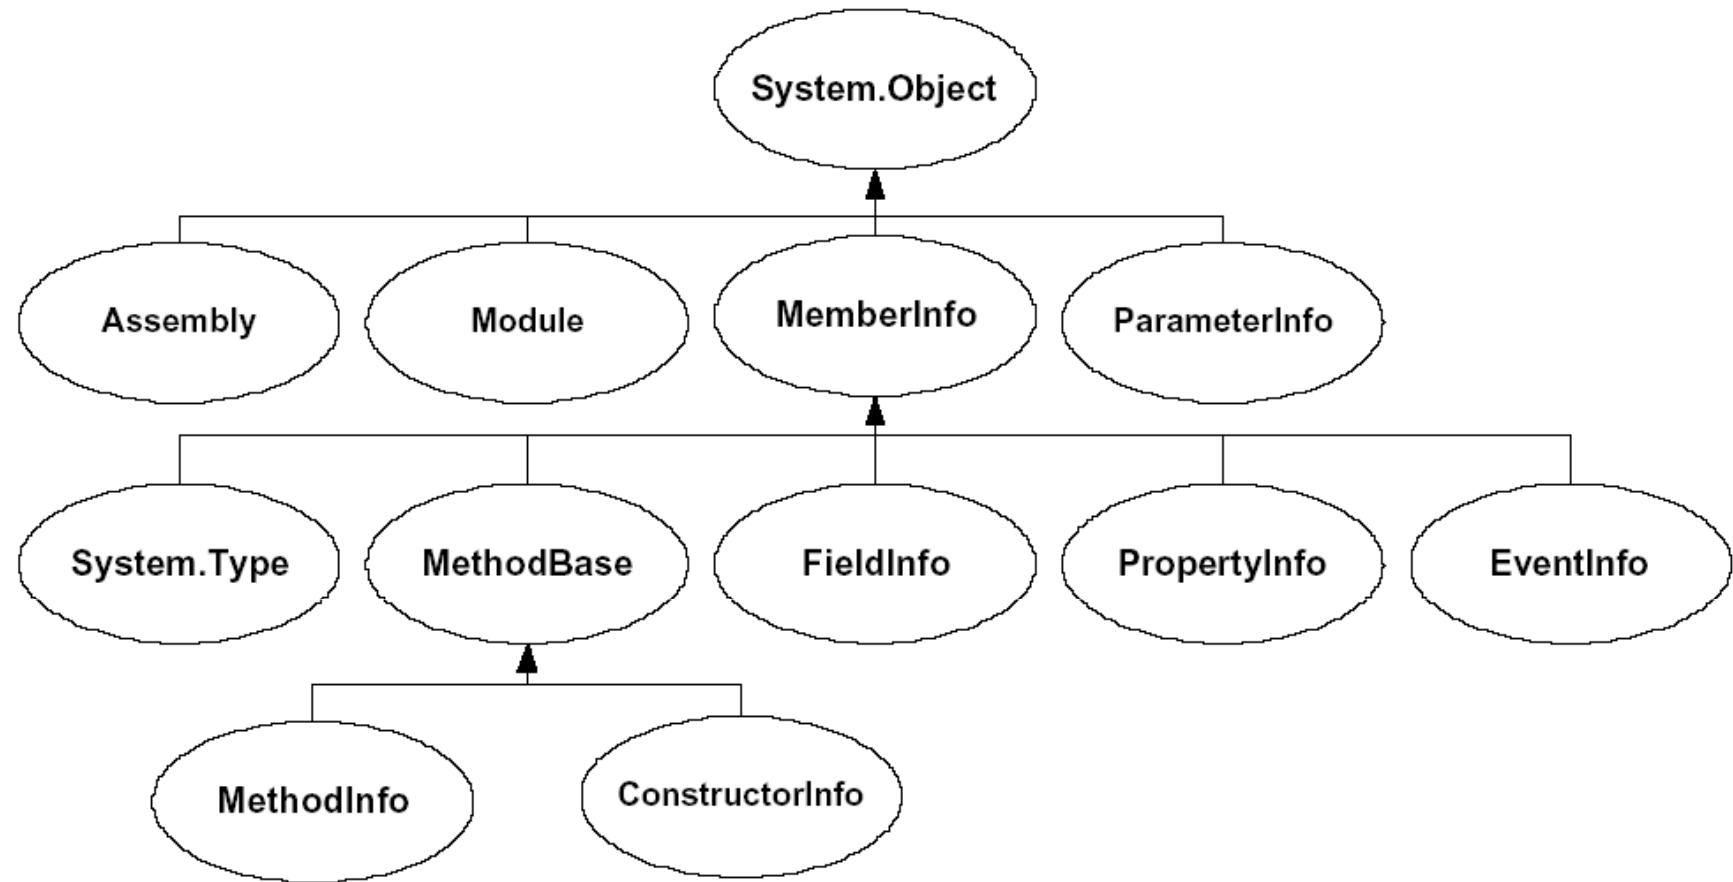 System.Object
Assembly
Module
MemberInfo
ParameterInfo
System.Type
MethodBase
FieldInfo
PropertyInfo
EventInfo
MethodInfo
ConstructorInfo